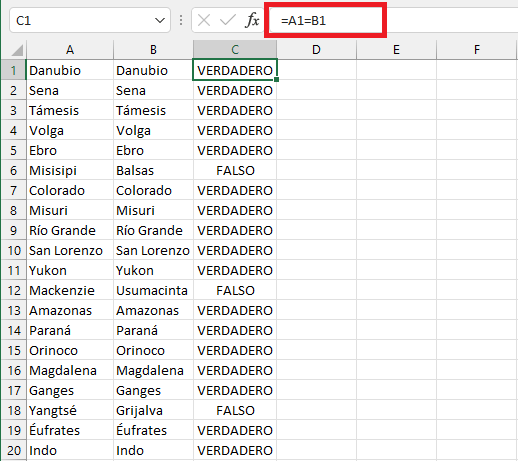 C1 fx =A1=B1
A B C D E F
1 Danubio Danubio VERDADERO
2 Sena Sena VERDADERO
3 Támesis Támesis VERDADERO
4 Volga Volga VERDADERO
5 Ebro Ebro VERDADERO
6 Misisipi Balsas FALSO
7 Colorado Colorado VERDADERO
8 Misuri Misuri VERDADERO
9 Río Grande Río Grande VERDADERO
10 San Lorenzo San Lorenzo VERDADERO
11 Yukon Yukon VERDADERO
12 Mackenzie Usumacinta FALSO
13 Amazonas Amazonas VERDADERO
14 Paraná Paraná VERDADERO
15 Orinoco Orinoco VERDADERO
16 Magdalena Magdalena VERDADERO
17 Ganges Ganges VERDADERO
18 Yangtsé Grijalva FALSO
19 Éufrates Éufrates VERDADERO
20 Indo Indo VERDADERO